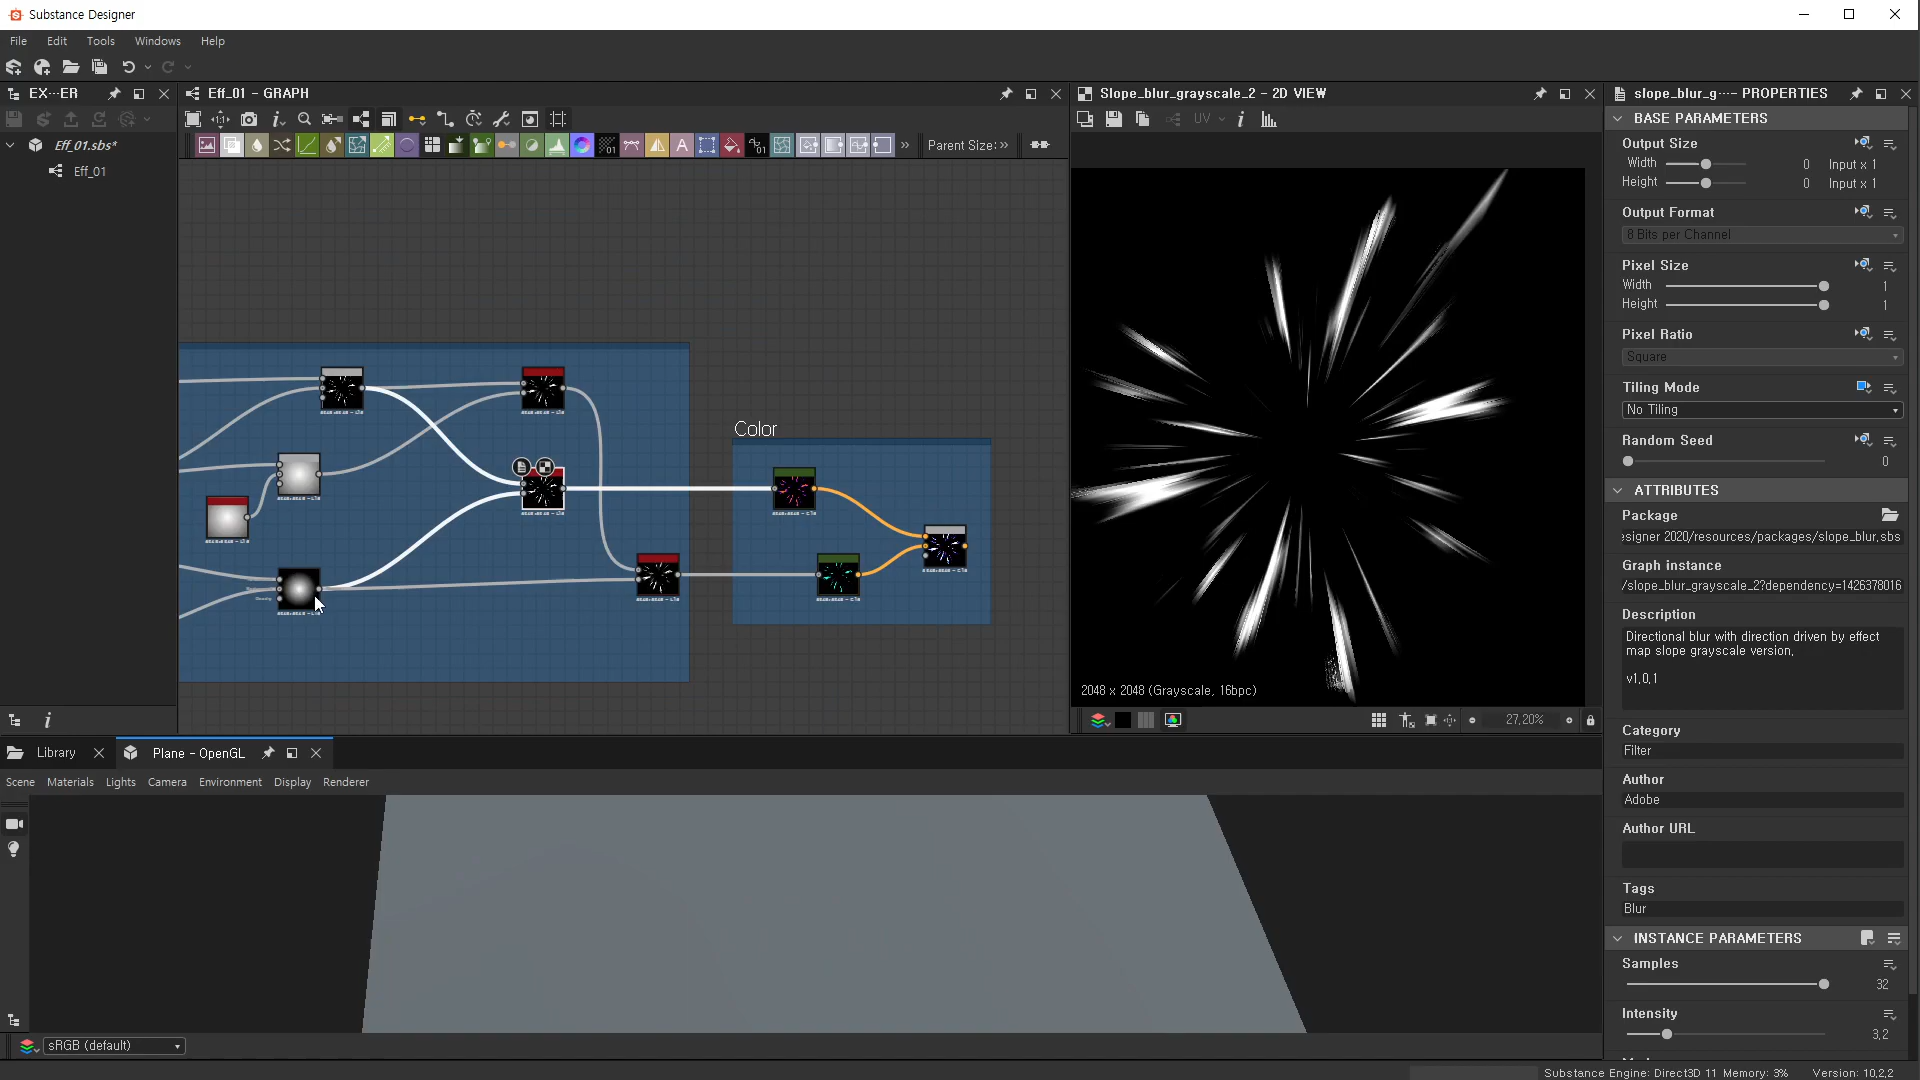 Substance Designer
File Edit Tools Windows Help
EX···ER
Eff_01 - GRAPH
Slope_blur_grayscale_2 - 2D VIEW
slope_blur_g···- PROPERTIES
UV
Eff_01.sbs*
Eff_01
Parent Size:
BASE PARAMETERS
Output Size
Width 0 Input x 1
Height 0 Input x 1
Output Format
8 Bits per Channel
Pixel Size
Width 1
Height 1
Pixel Ratio
Square
Tiling Mode
No Tiling
Random Seed
0
ATTRIBUTES
Package
esigner 2020/resources/packages/slope_blur,sbs
Graph instance
/slope_blur_grayscale_2?dependency=1426378016
Description
Directional blur with direction driven by effect
map slope grayscale version,
v1,0,1
Category
Filter
Author
Adobe
Author URL
Tags
Blur
INSTANCE PARAMETERS
Samples
32
Intensity
3,2
Color
2048 x 2048 (Grayscale, 16bpc)
27,20%
Library
Plane - OpenGL
Scene Materials Lights Camera Environment Display Renderer
sRGB (default)
Substance Engine: Direct3D 11 Memory: 3% Version: 10,2,2